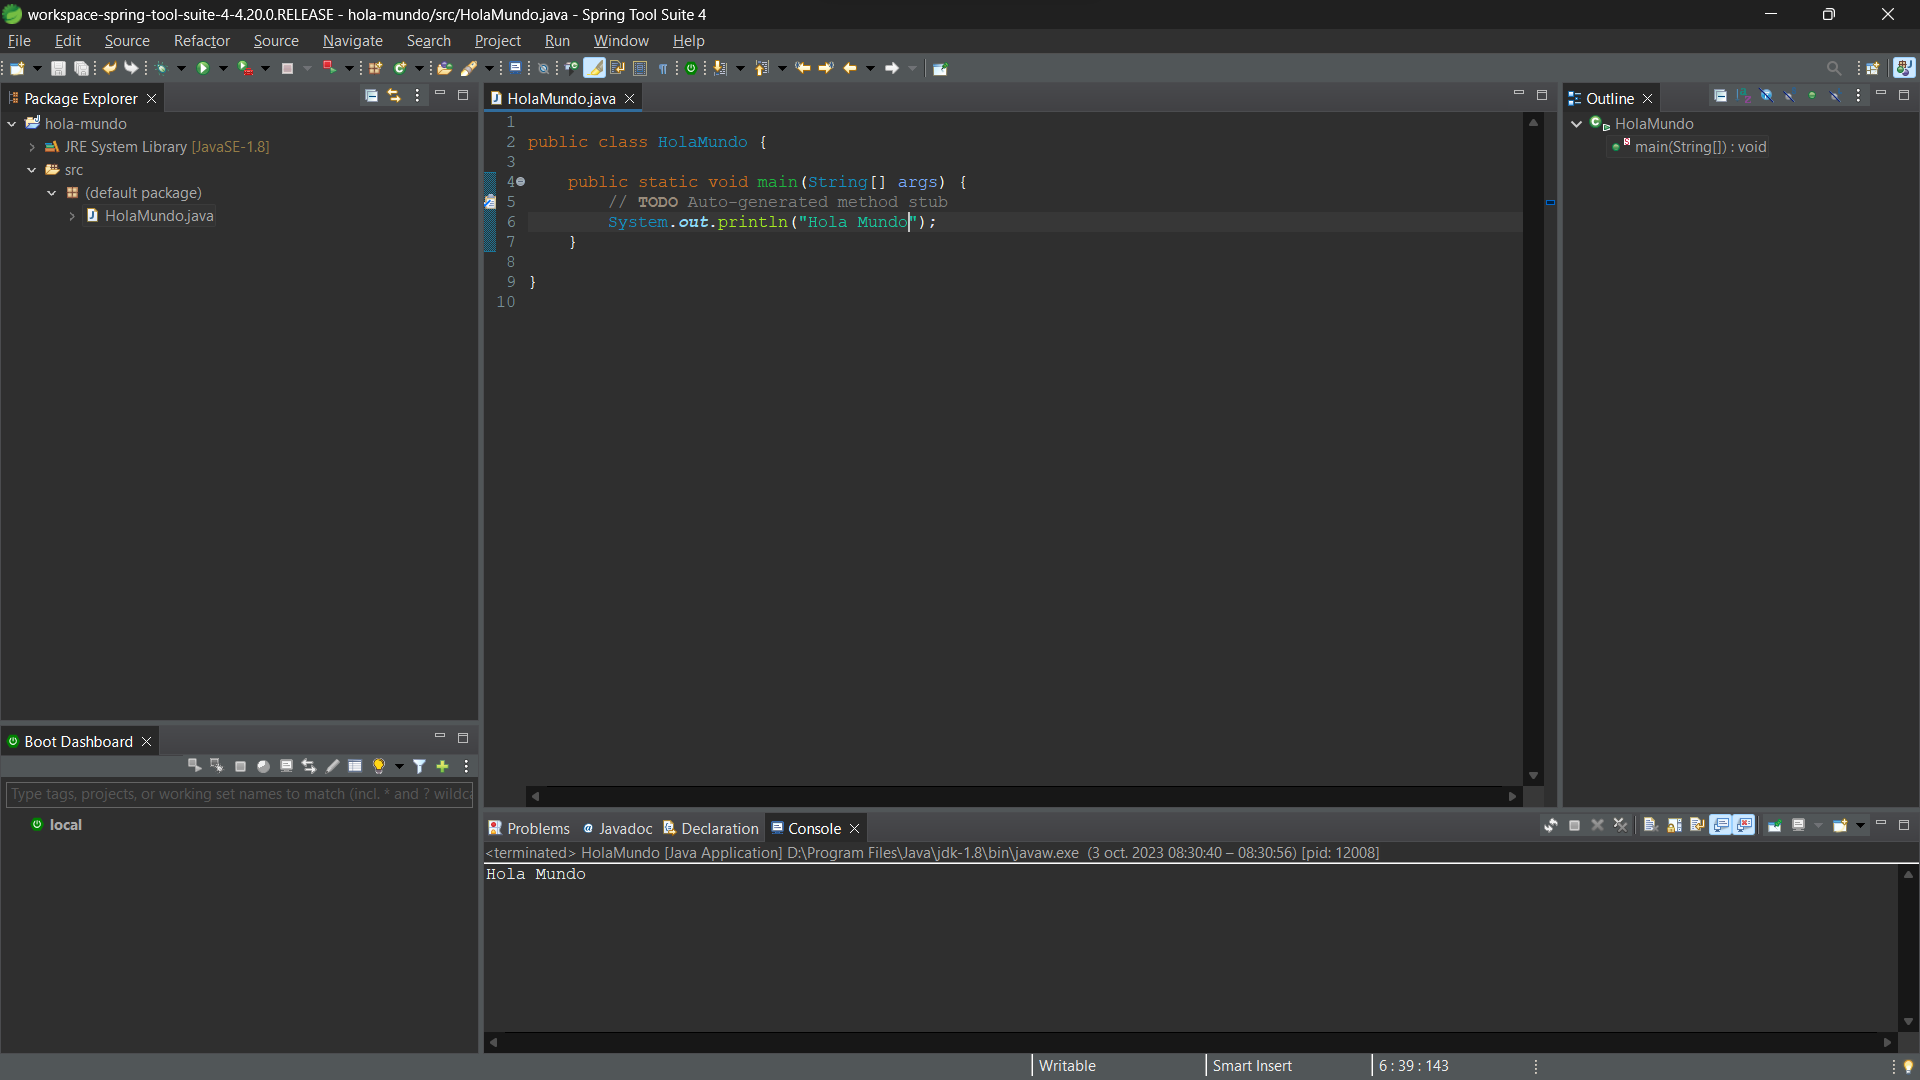 workspace-spring-tool-suite-4-4.20.0.RELEASE - hola-mundo/src/HolaMundo.java - Spring Tool Suite 4
File Edit Source Refactor Source Navigate Search Project Run Window Help
Package Explorer
hola-mundo
JRE System Library [JavaSE-1.8]
src
(default package)
HolaMundo.java
HolaMundo.java
1
2 public class HolaMundo {
3
4 public static void main(String[] args) {
5 // TODO Auto-generated method stub
6 System.out.println("Hola Mundo");
7 }
8
9 }
10
Outline
HolaMundo
main(String[]) : void
Boot Dashboard
Type tags, projects, or working set names to match (incl. * and ? wildca
local
Problems Javadoc Declaration Console
<terminated> HolaMundo [Java Application] D:\Program Files\Java\jdk-1.8\bin\javaw.exe (3 oct. 2023 08:30:40 – 08:30:56) [pid: 12008]
Hola Mundo
Writable Smart Insert 6 : 39 : 143